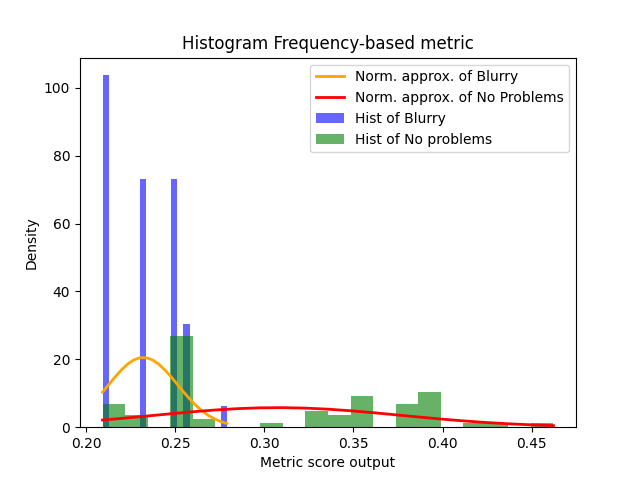 Histogram Frequency-based metric
Norm. approx. of Blurry
Norm. approx. of No Problems
Hist of Blurry
Hist of No problems
100
80
60
40
20
0
Density
0.20 0.25 0.30 0.35 0.40 0.45
Metric score output